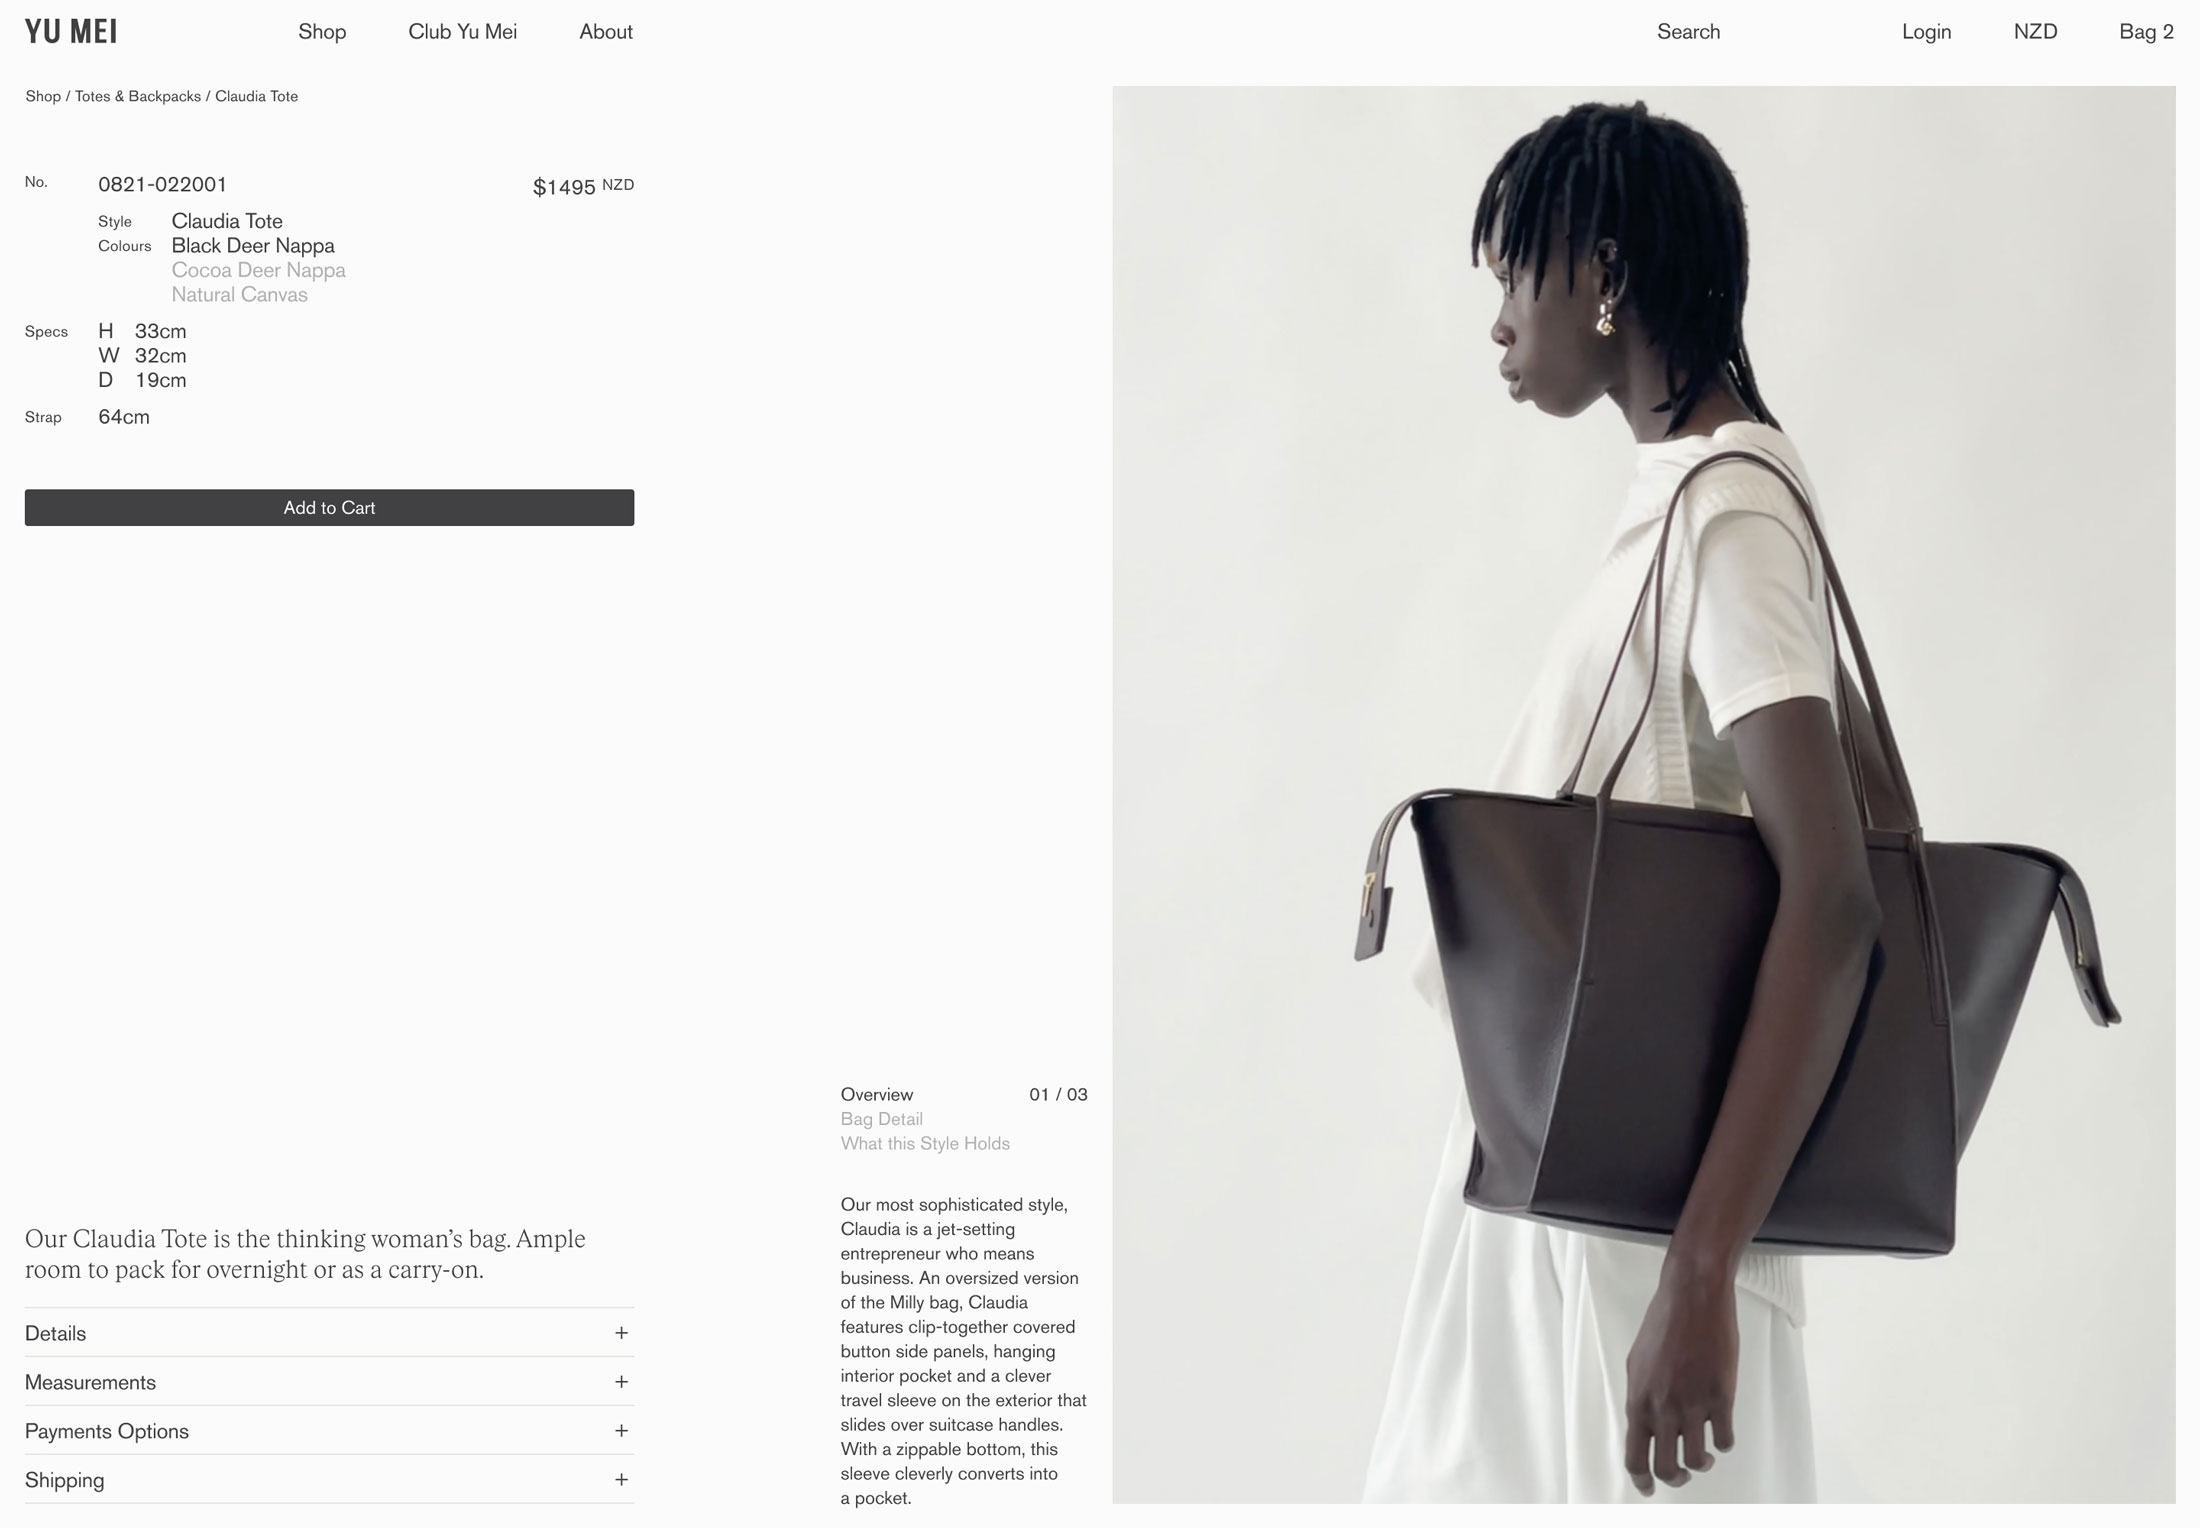 YU MEI
Shop
Club Yu Mei
About
Search
Login
NZD
Bag 2
Shop / Totes & Backpacks / Claudia Tote
No. 0821-022001 $1495 NZD
Style Claudia Tote
Colours Black Deer Nappa
Cocoa Deer Nappa
Natural Canvas
Specs H 33cm
W 32cm
D 19cm
Strap 64cm
Add to Cart
Our Claudia Tote is the thinking woman’s bag. Ample
room to pack for overnight or as a carry-on.
Details +
Measurements +
Payments Options +
Shipping +
Overview 01 / 03
Bag Detail
What this Style Holds
Our most sophisticated style,
Claudia is a jet-setting
entrepreneur who means
business. An oversized version
of the Milly bag, Claudia
features clip-together covered
button side panels, hanging
interior pocket and a clever
travel sleeve on the exterior that
slides over suitcase handles.
With a zippable bottom, this
sleeve cleverly converts into
a pocket.